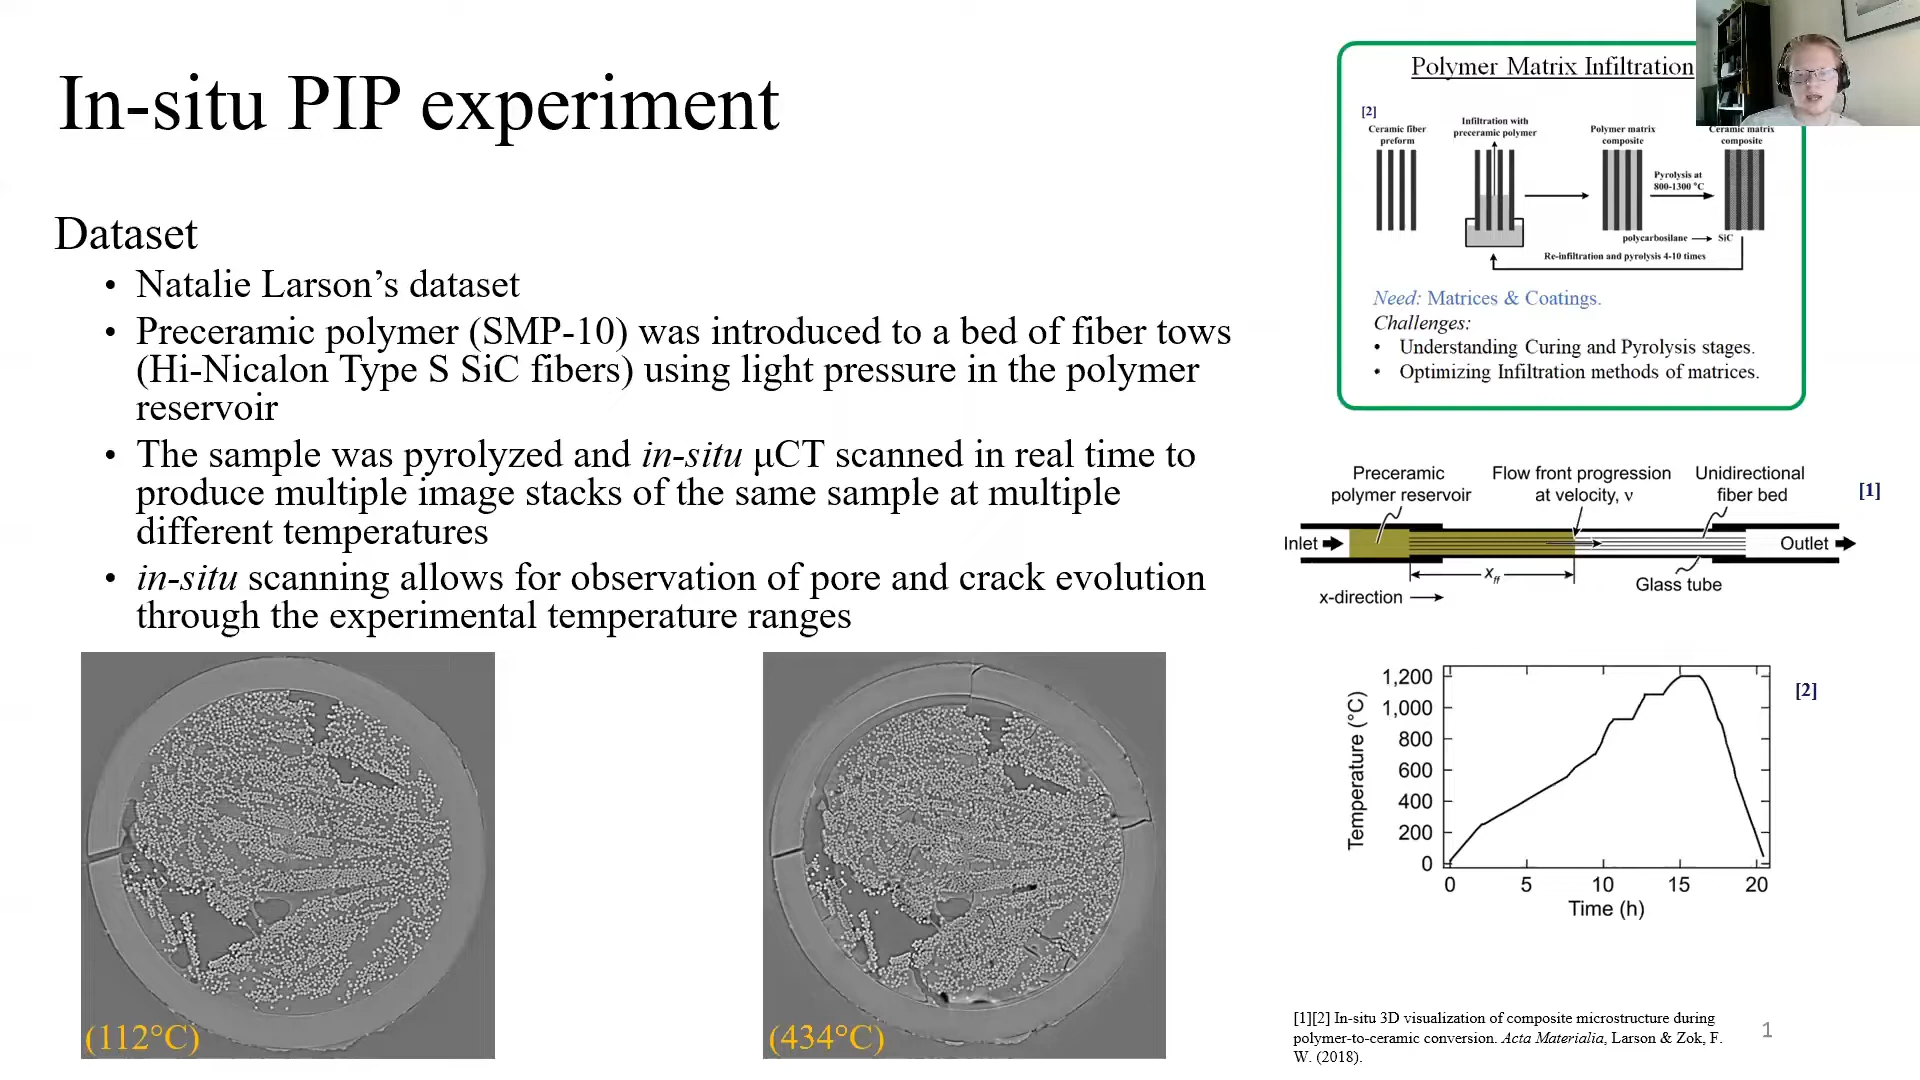 In-situ PIP experiment
Dataset
• Natalie Larson’s dataset
• Preceramic polymer (SMP-10) was introduced to a bed of fiber tows
(Hi-Nicalon Type S SiC fibers) using light pressure in the polymer
reservoir
• The sample was pyrolyzed and in-situ μCT scanned in real time to
produce multiple image stacks of the same sample at multiple
different temperatures
• in-situ scanning allows for observation of pore and crack evolution
through the experimental temperature ranges
(112°C)
(434°C)
Polymer Matrix Infiltration
[2]
Ceramic fiber
preform
Infiltration with
preceramic polymer
Polymer matrix
composite
Pyrolysis at
800-1300 °C
Ceramic matrix
composite
polycarbosilane
SiC
Re-infiltration and pyrolysis 4-10 times
Need: Matrices & Coatings.
Challenges:
• Understanding Curing and Pyrolysis stages.
• Optimizing Infiltration methods of matrices.
Preceramic
polymer reservoir
Flow front progression
at velocity, v
Unidirectional
fiber bed
[1]
Inlet
Outlet
xff
Glass tube
x-direction
[2]
Temperature (°C)
1,200
1,000
800
600
400
200
0
0 5 10 15 20
Time (h)
[1][2] In-situ 3D visualization of composite microstructure during
polymer-to-ceramic conversion. Acta Materialia, Larson & Zok, F.
W. (2018).
1